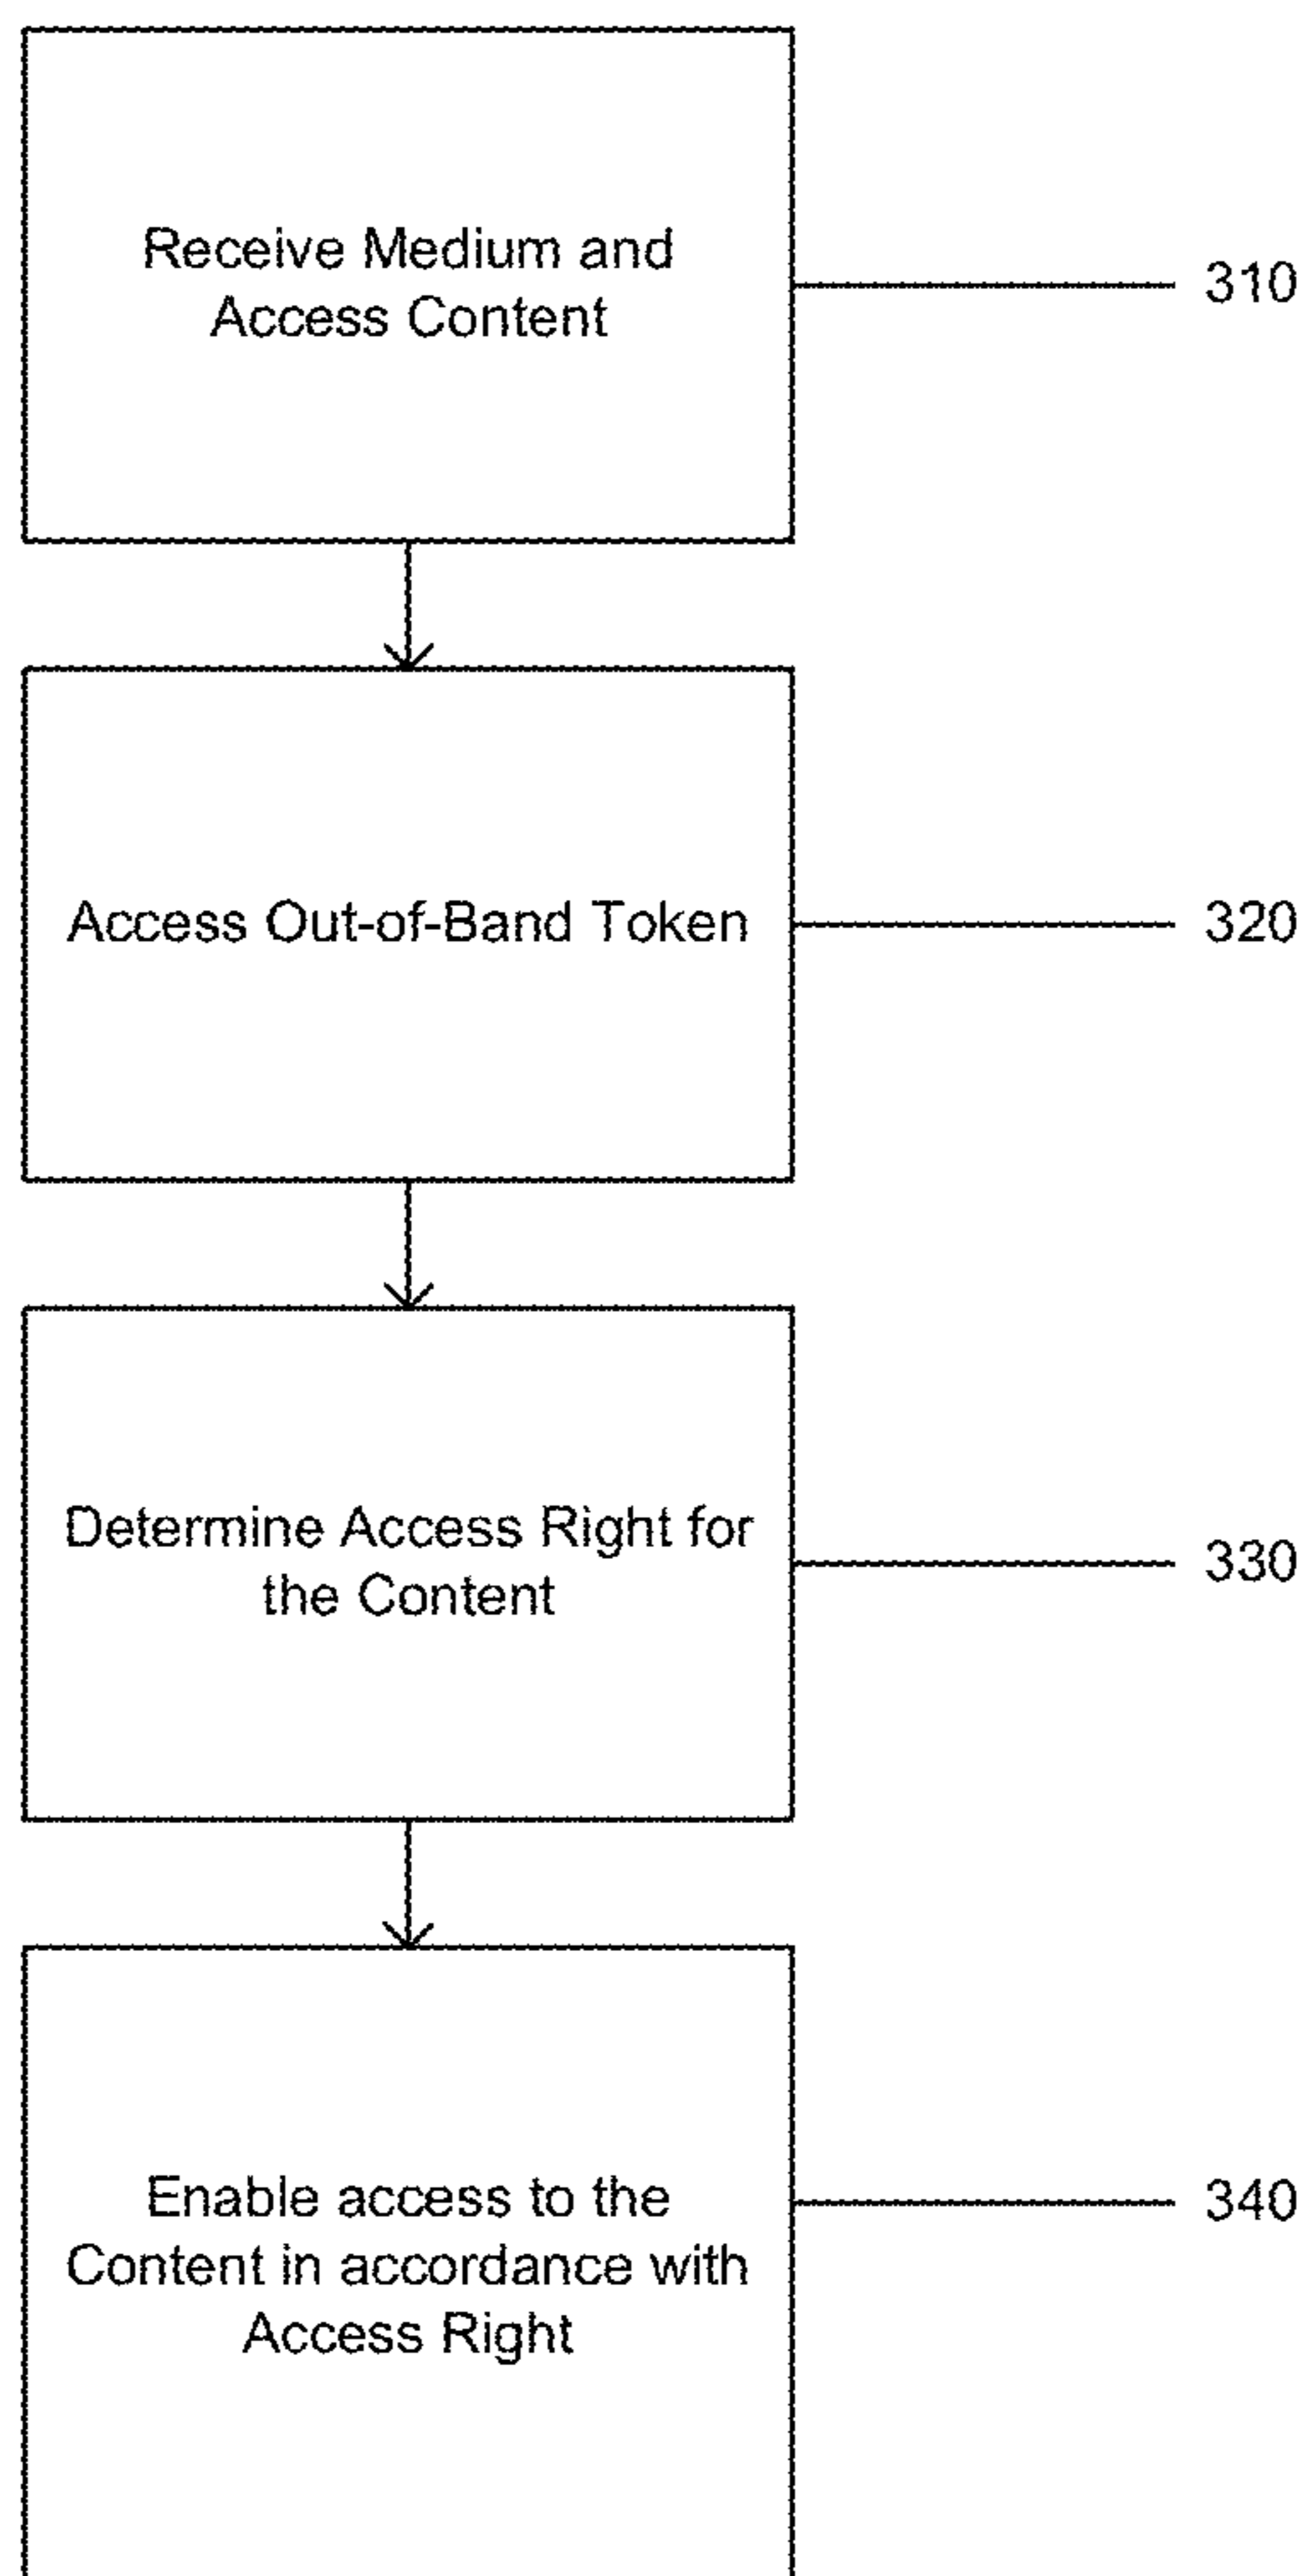 Receive Medium and
Access Content
310
Access Out-of-Band Token
320
Determine Access Right for
the Content
330
Enable access to the
Content in accordance with
Access Right
340